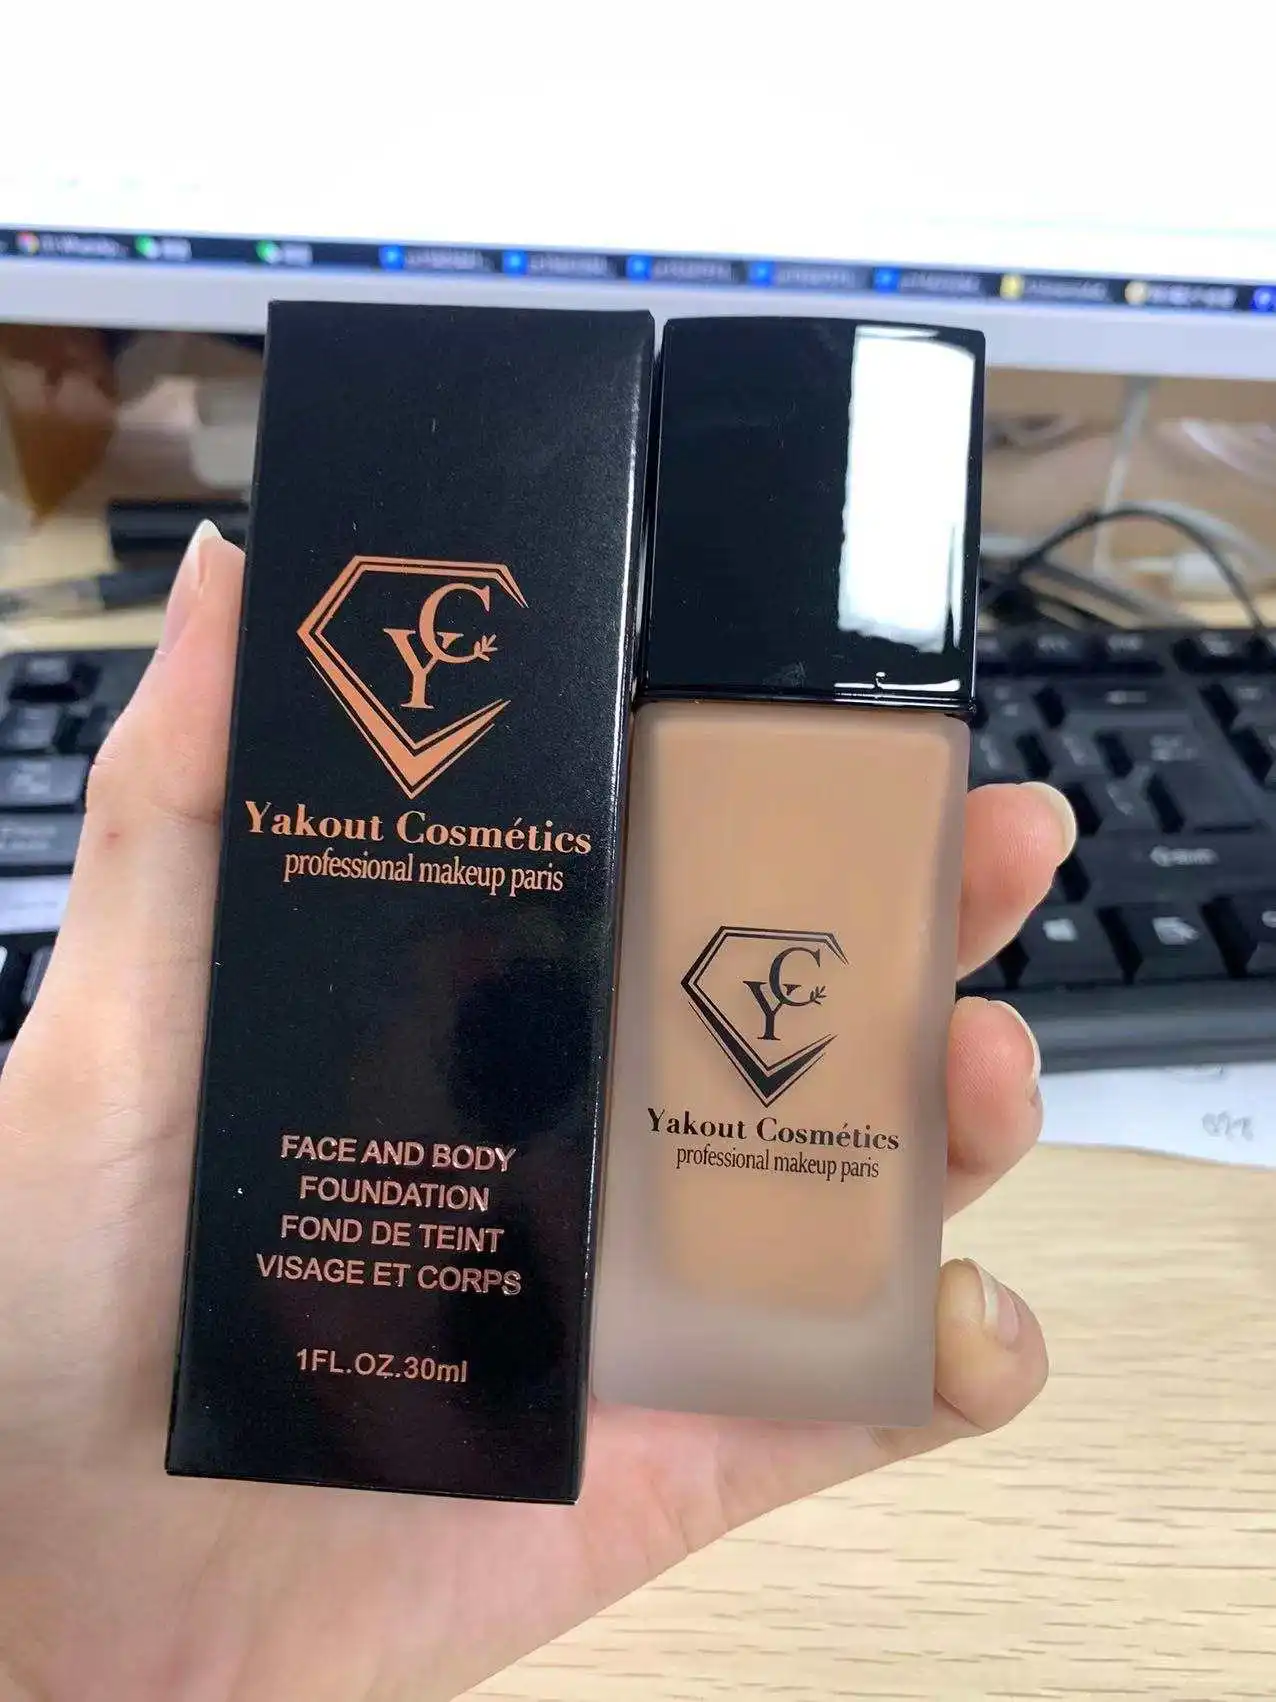 YC
Yakout Cosmétics
professional makeup paris
FACE AND BODY
FOUNDATION
FOND DE TEINT
VISAGE ET CORPS
1FL.OZ.30ml
YC
Yakout Cosmétics
professional makeup paris